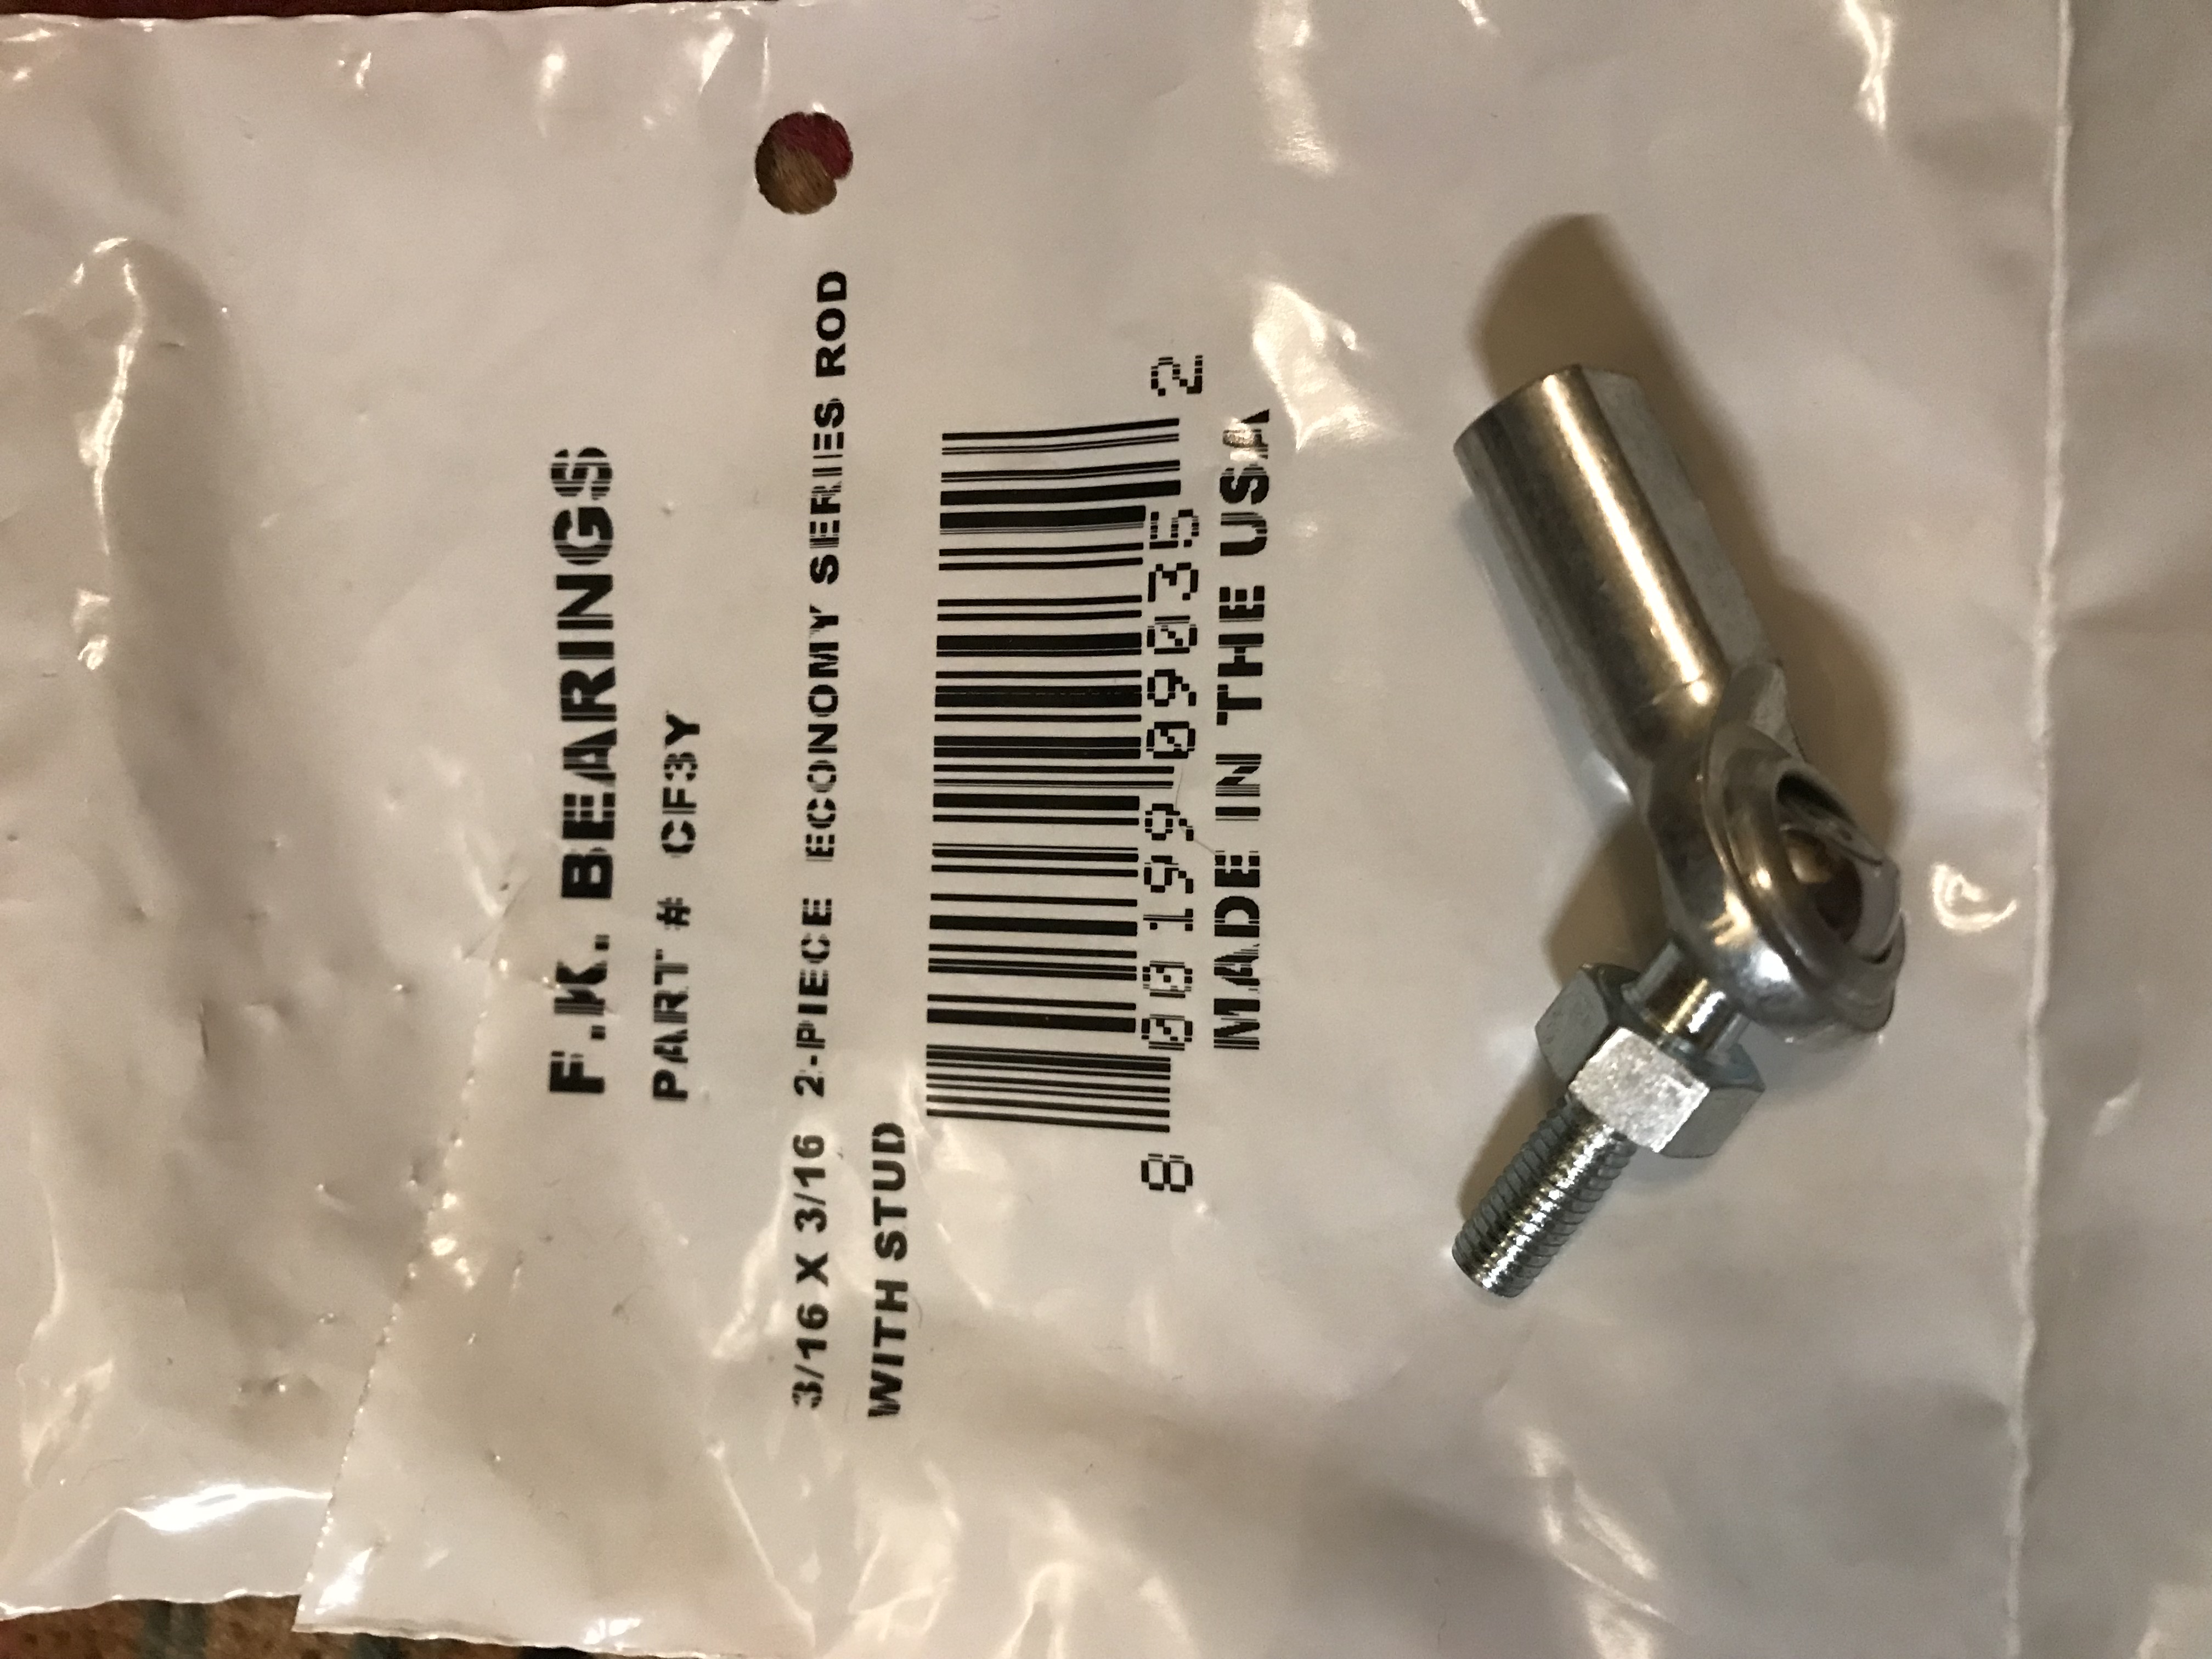 F.K. BEARINGS
PART # CF3Y
3/16 X 3/16 2-PIECE ECONOMY SERIES ROD
WITH STUD
8 00199 09035 2
MADE IN THE USA